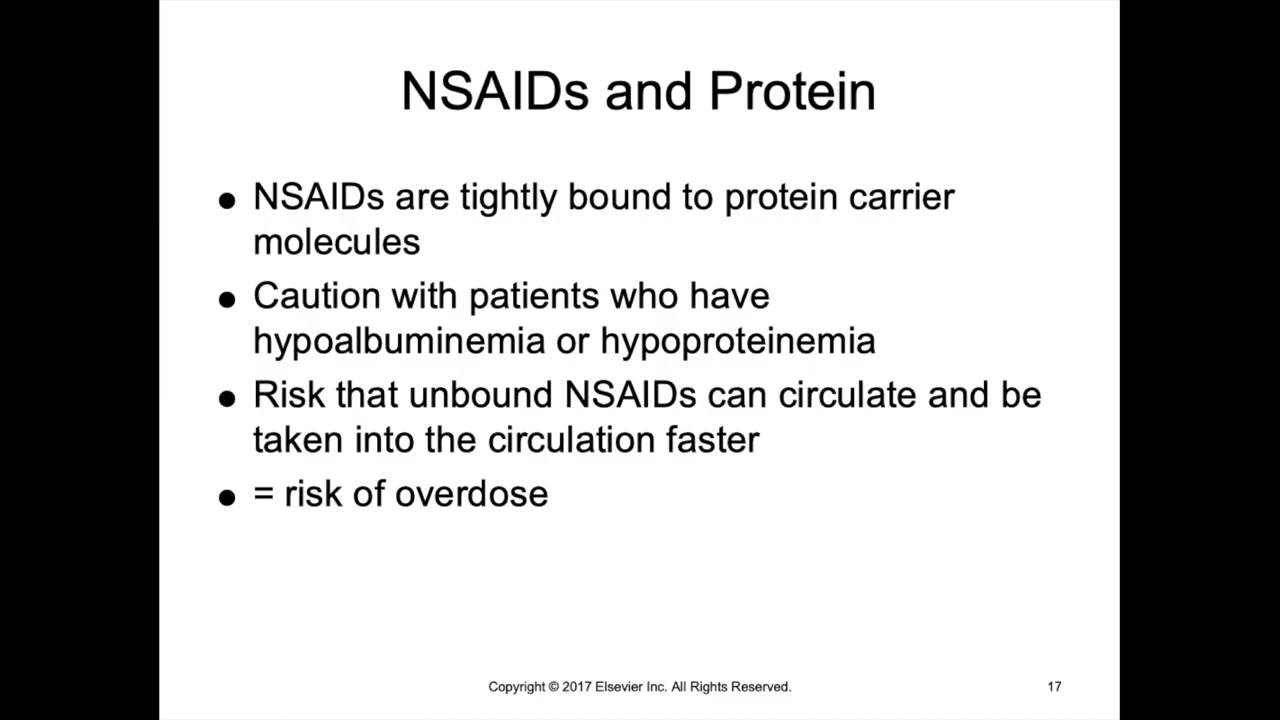 NSAIDs and Protein
● NSAIDs are tightly bound to protein carrier
molecules
● Caution with patients who have
hypoalbuminemia or hypoproteinemia
● Risk that unbound NSAIDs can circulate and be
taken into the circulation faster
● = risk of overdose
Copyright © 2017 Elsevier Inc. All Rights Reserved.
17